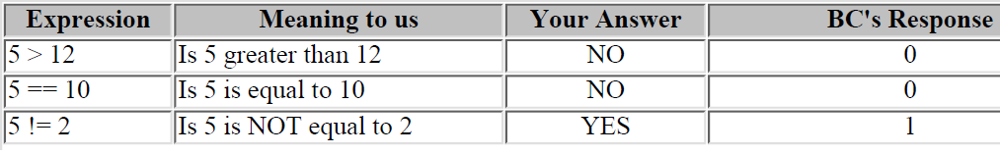 Expression Meaning to us Your Answer BC's Response
5 > 12 Is 5 greater than 12 NO 0
5 == 10 Is 5 is equal to 10 NO 0
5 != 2 Is 5 is NOT equal to 2 YES 1